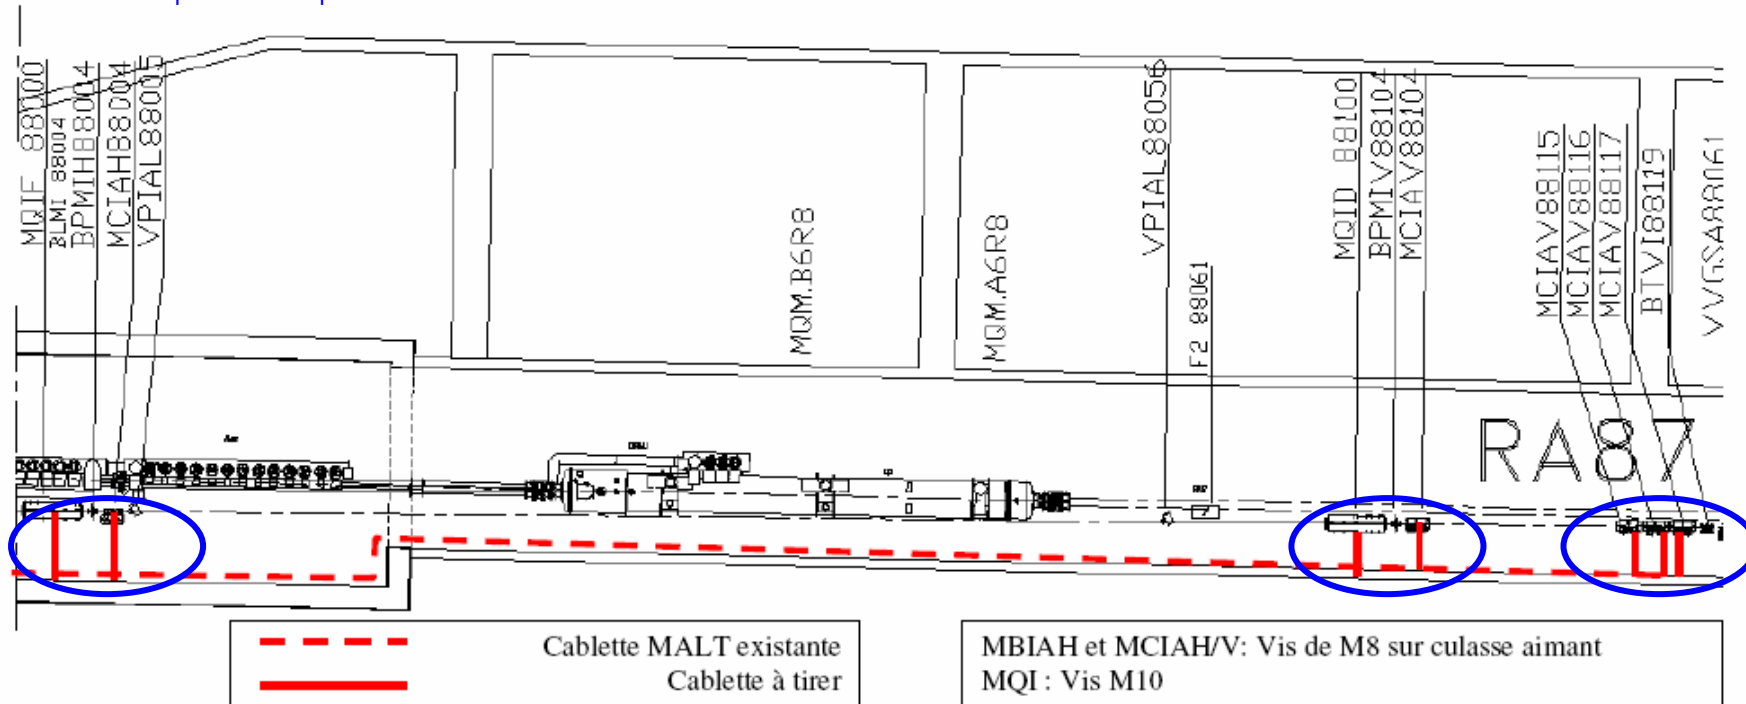 MQIF 88000
BLMI 88004
BPMIH88004
MCIAH88004
VPIAL88005
MQM.B6R8
MQM.A6R8
VPIAL88056
F2 88061
MQID 88100
BPMIV88104
MCIAV88104
MCIAV88115
MCIAV88116
MCIAV88117
BTVI88119
RA87
Cablette MALT existante
Cablette à tirer
MBIAH et MCIAH/V: Vis de M8 sur culasse aimant
MQI : Vis M10